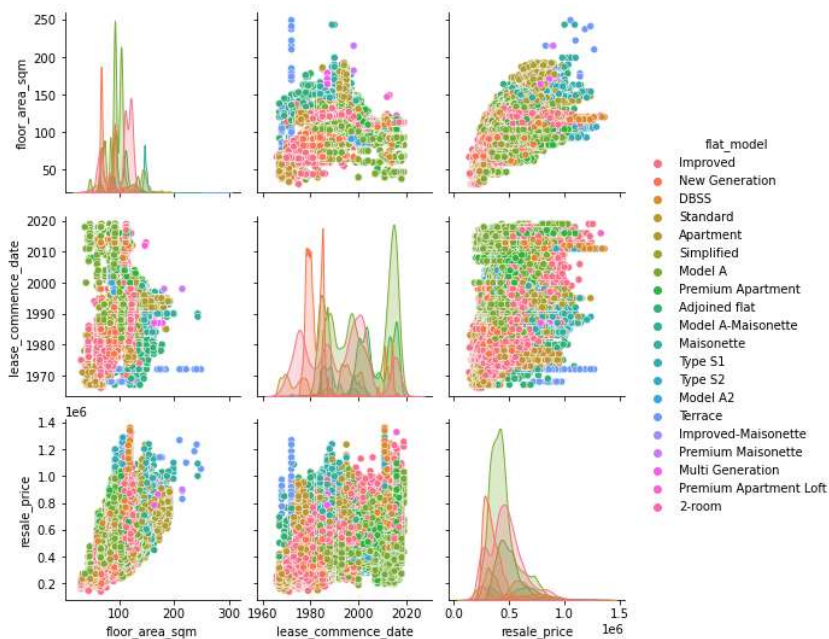 250
200
150
100
50
floor_area_sqm
2020
2010
2000
1990
1980
1970
lease_commence_date
1e6
1.4
1.2
1.0
0.8
0.6
0.4
0.2
resale_price
100 200 300
floor_area_sqm
1960 1980 2000 2020
lease_commence_date
0.0 0.5 1.0 1.5
1e6
resale_price
flat_model
Improved
New Generation
DBSS
Standard
Apartment
Simplified
Model A
Premium Apartment
Adjoined flat
Model A-Maisonette
Maisonette
Type S1
Type S2
Model A2
Terrace
Improved-Maisonette
Premium Maisonette
Multi Generation
Premium Apartment Loft
2-room